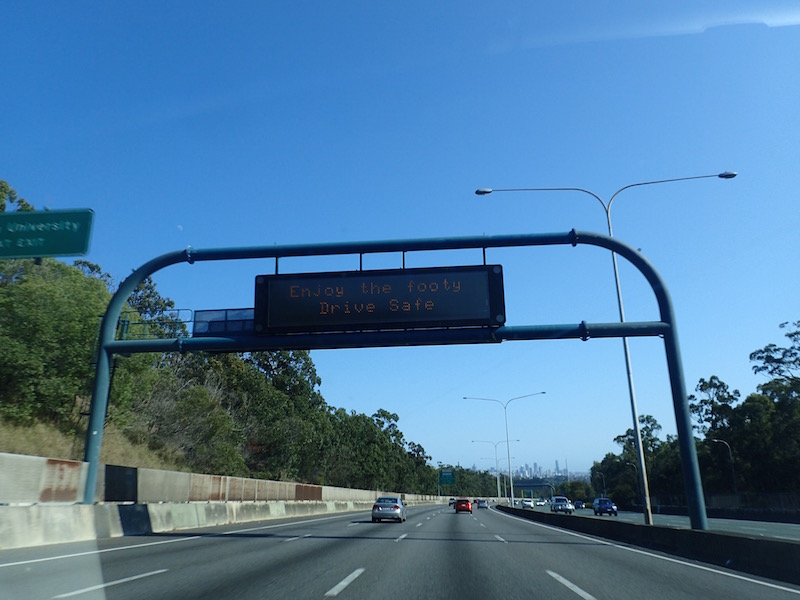 University
EXIT
Enjoy the footy
Drive Safe